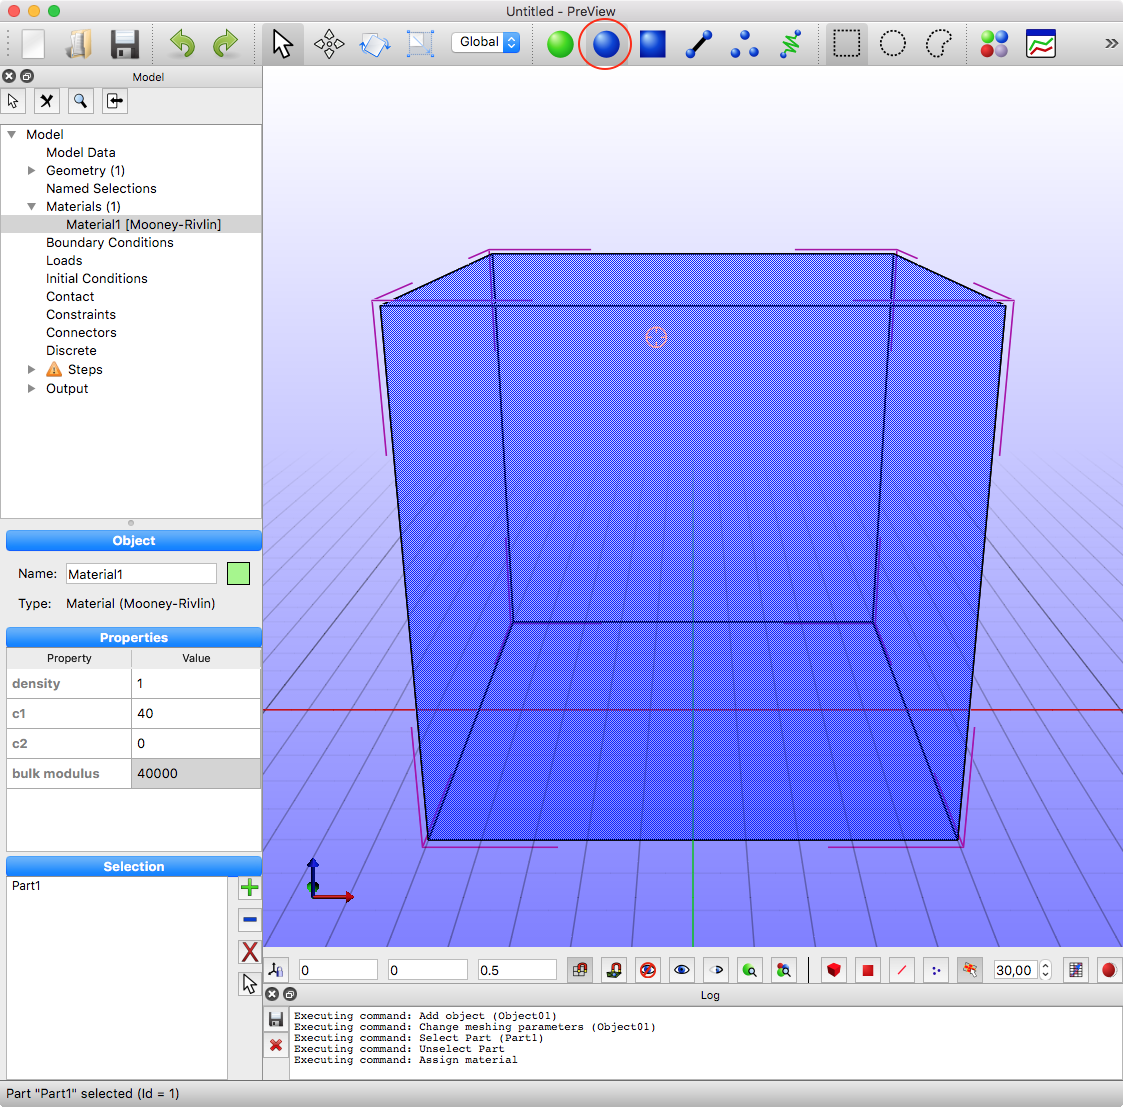 Untitled - PreView
Global
Model
Model
Model Data
Geometry (1)
Named Selections
Materials (1)
Material1 [Mooney-Rivlin]
Boundary Conditions
Loads
Initial Conditions
Contact
Constraints
Connectors
Discrete
Steps
Output
Object
Name: Material1
Type: Material (Mooney-Rivlin)
Properties
Property Value
density 1
c1 40
c2 0
bulk modulus 40000
Selection
Part1
0 0 0.5 30,00
Log
Executing command: Add object (Object01)
Executing command: Change meshing parameters (Object01)
Executing command: Select Part (Part1)
Executing command: Unselect Part
Executing command: Assign material
Part "Part1" selected (Id = 1)